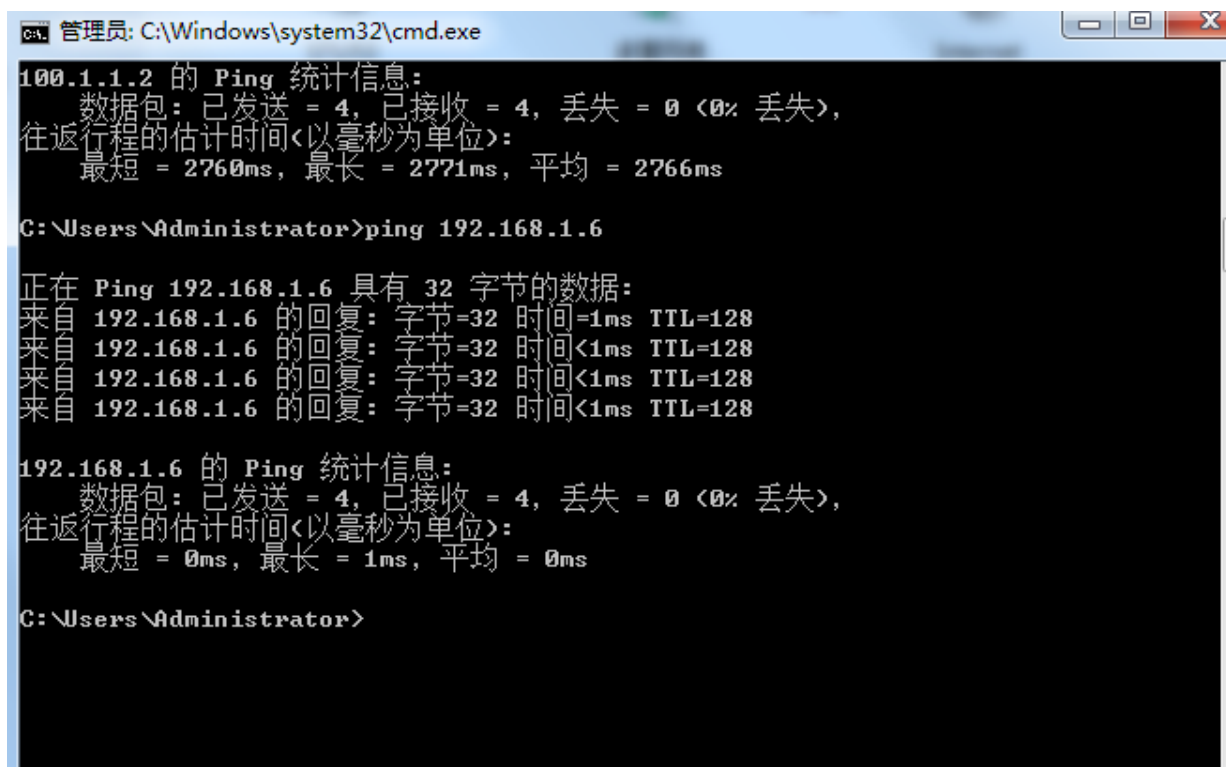 管理员: C:\Windows\system32\cmd.exe
100.1.1.2 的 Ping 统计信息:
    数据包: 已发送 = 4, 已接收 = 4, 丢失 = 0 (0% 丢失),
往返行程的估计时间(以毫秒为单位):
    最短 = 2760ms, 最长 = 2771ms, 平均 = 2766ms
C:\Users\Administrator>ping 192.168.1.6
正在 Ping 192.168.1.6 具有 32 字节的数据:
来自 192.168.1.6 的回复: 字节=32 时间=1ms TTL=128
来自 192.168.1.6 的回复: 字节=32 时间<1ms TTL=128
来自 192.168.1.6 的回复: 字节=32 时间<1ms TTL=128
来自 192.168.1.6 的回复: 字节=32 时间<1ms TTL=128
192.168.1.6 的 Ping 统计信息:
    数据包: 已发送 = 4, 已接收 = 4, 丢失 = 0 (0% 丢失),
往返行程的估计时间(以毫秒为单位):
    最短 = 0ms, 最长 = 1ms, 平均 = 0ms
C:\Users\Administrator>